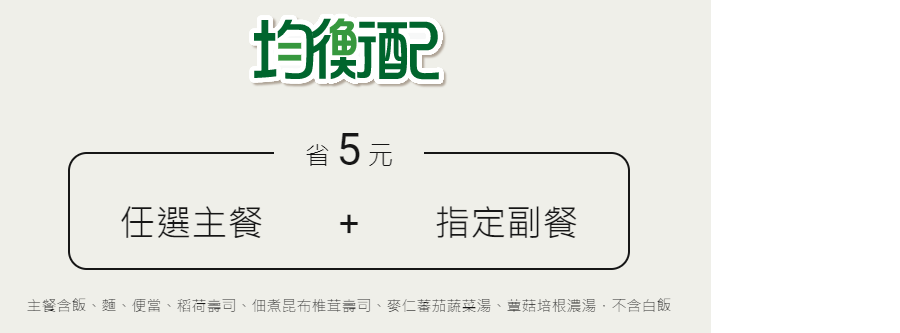 均衡配
省 5 元
任選主餐 + 指定副餐
主餐含飯、麵、便當、稻荷壽司、佃煮昆布椎茸壽司、麥仁蕃茄蔬菜湯、蕈菇培根濃湯．不含白飯